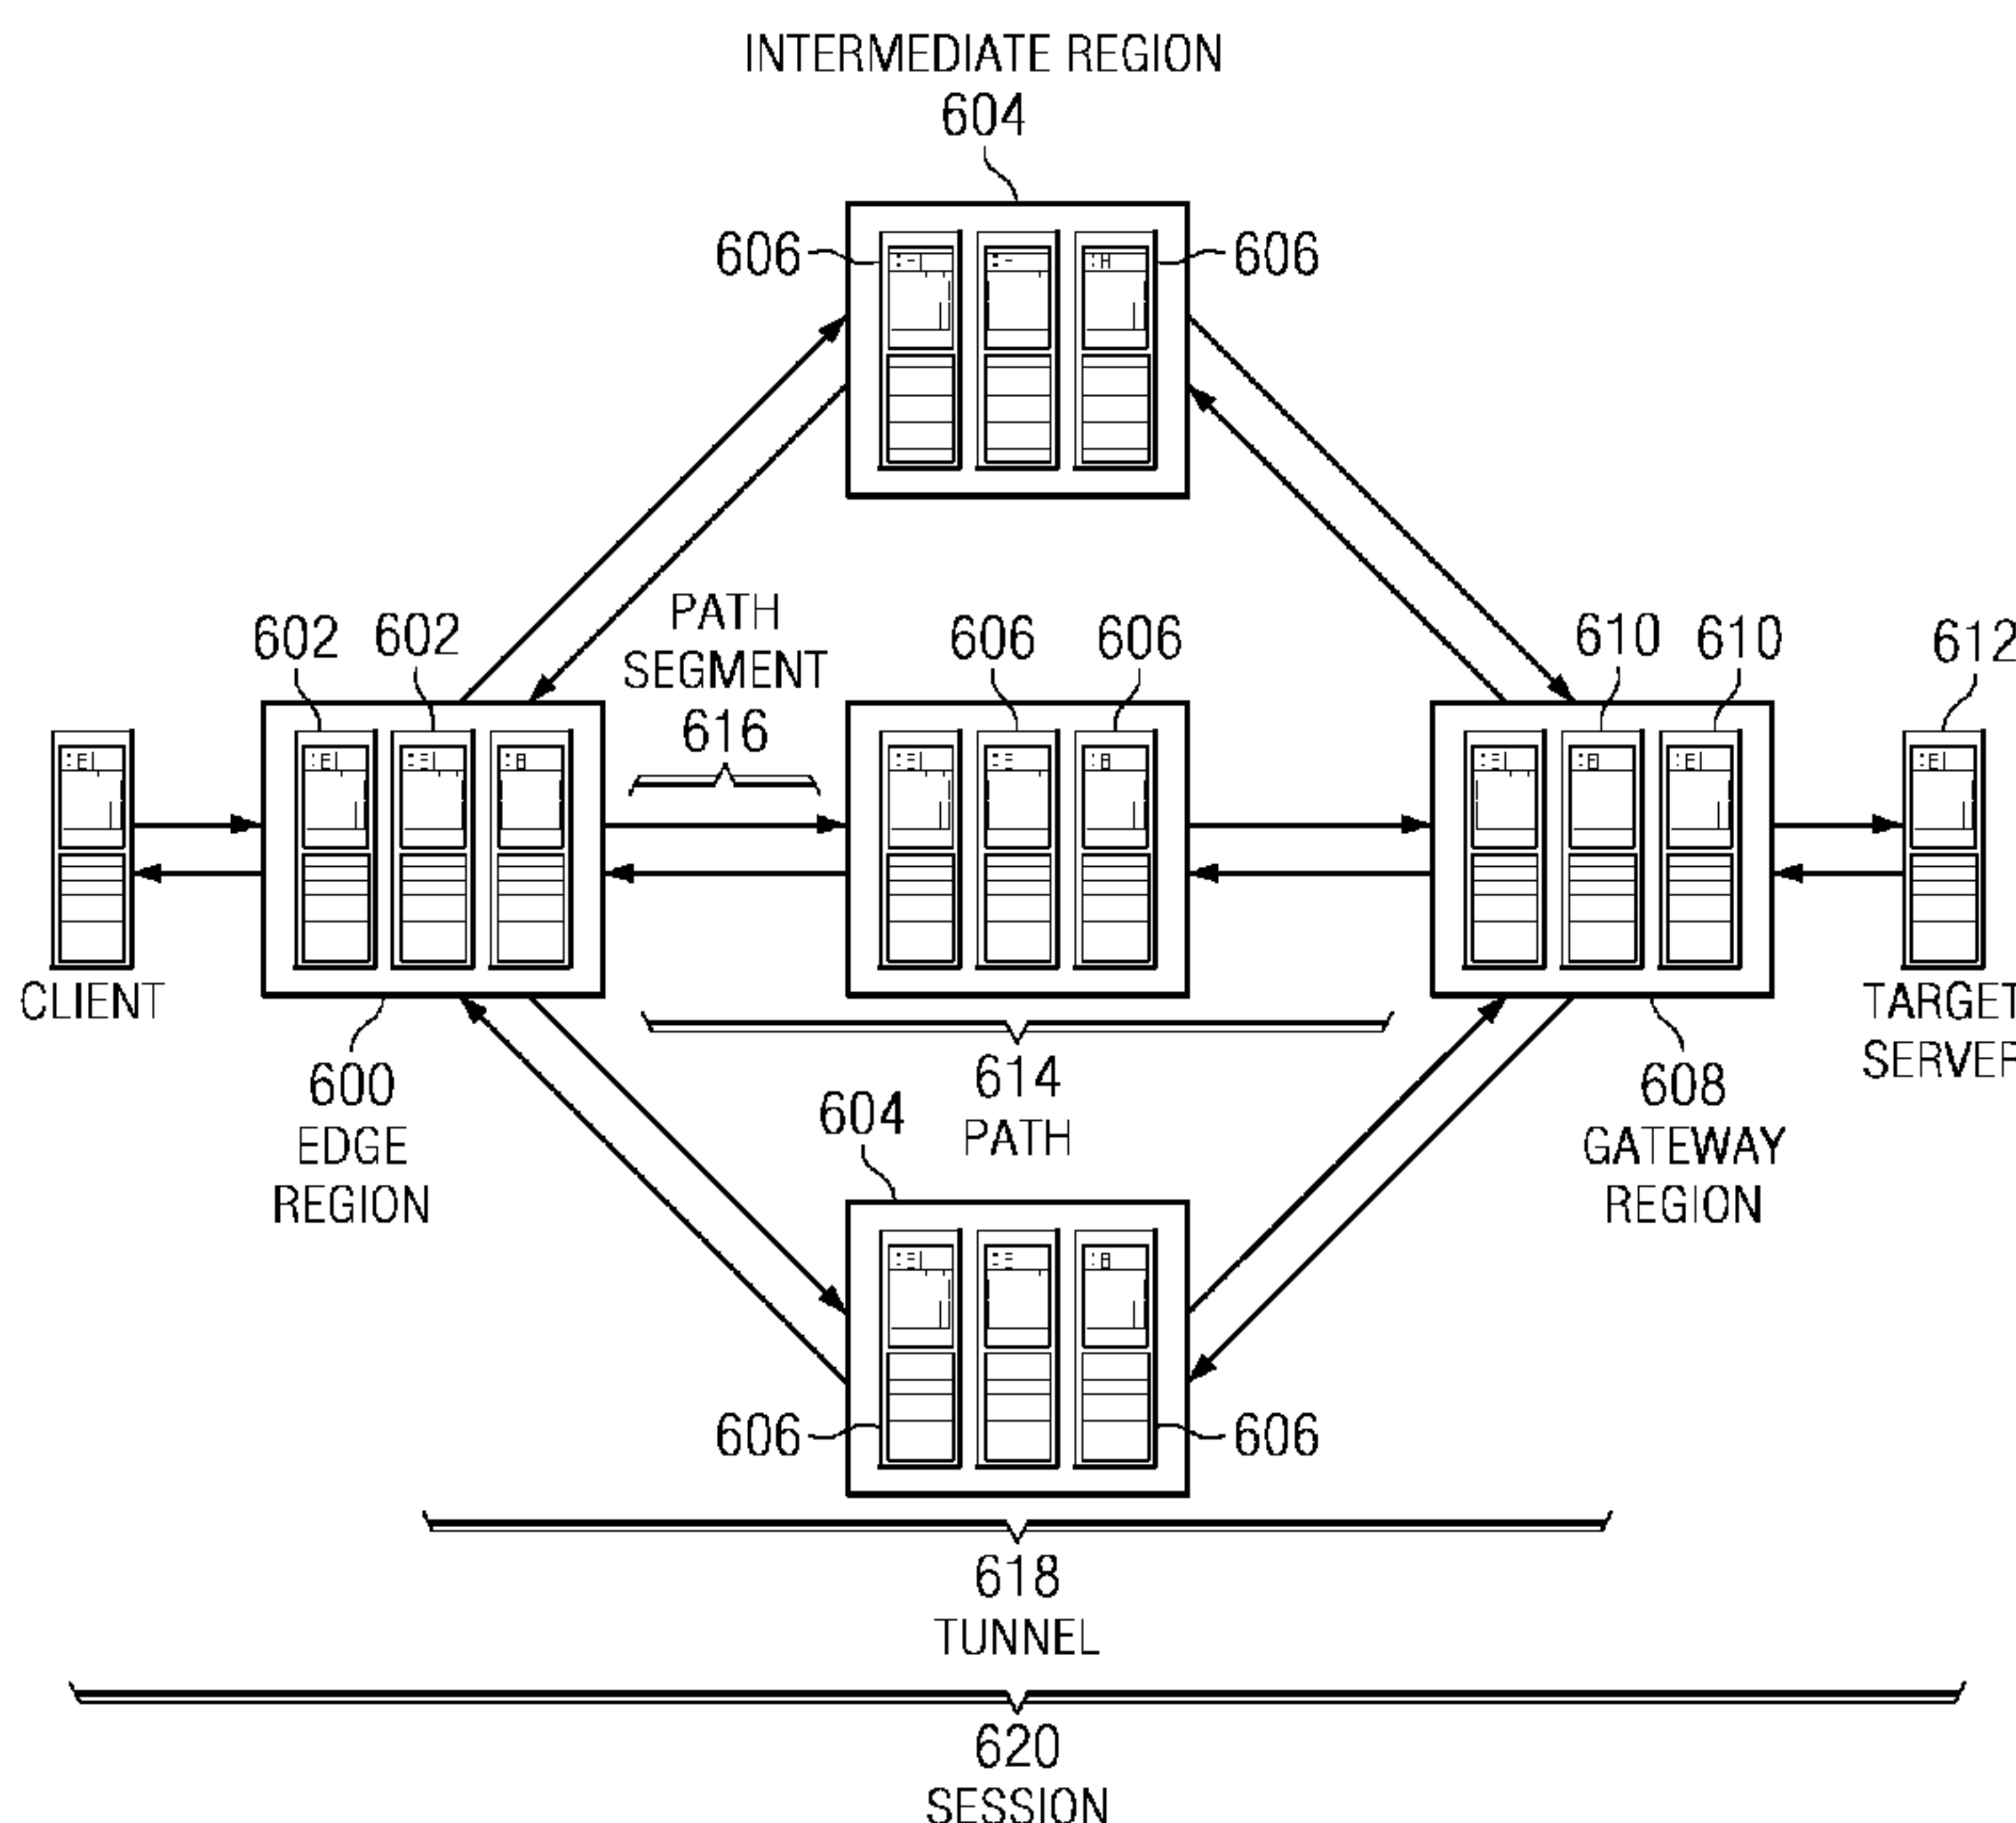 INTERMEDIATE REGION
604
606
606
PATH
SEGMENT
616
602
602
606
606
610
610
612
CLIENT
TARGET
SERVER
600
EDGE
REGION
614
PATH
604
608
GATEWAY
REGION
606
606
618
TUNNEL
620
SESSION